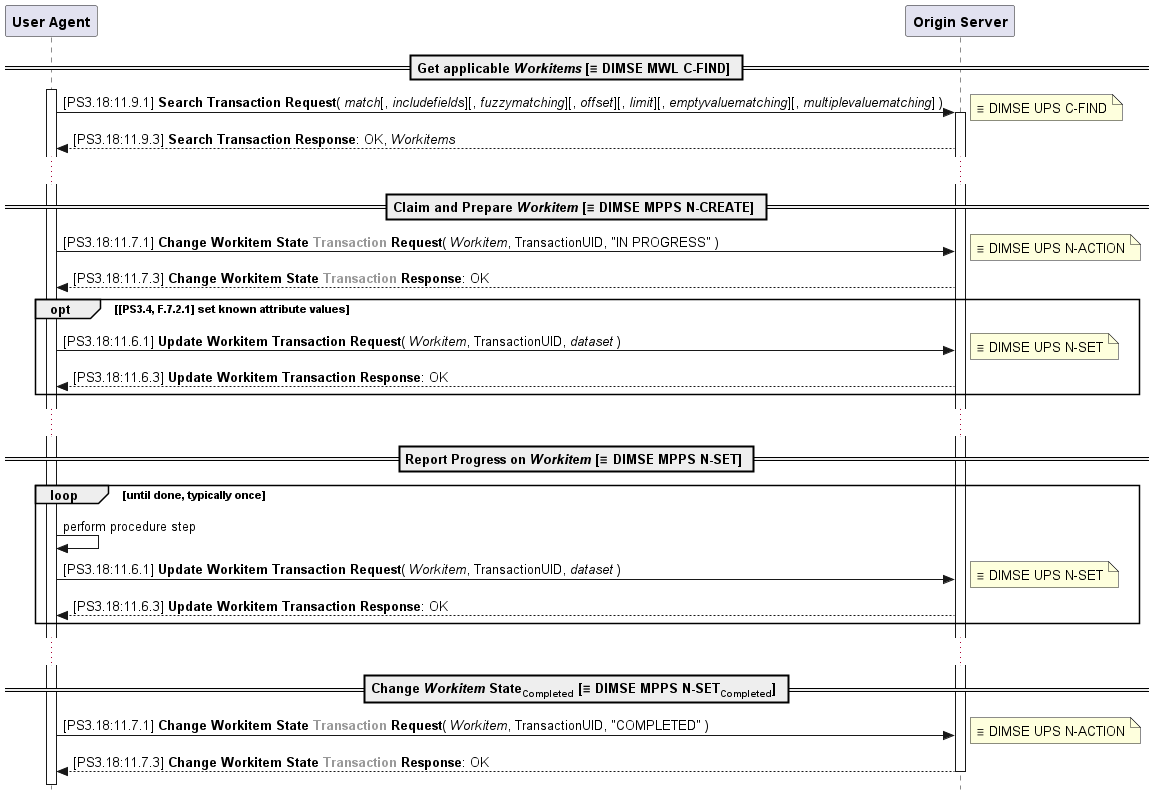 User Agent
Origin Server
Get applicable Workitems [≡ DIMSE MWL C-FIND]
[PS3.18:11.9.1] Search Transaction Request( match[, includefields][, fuzzymatching][, offset][, limit][, emptyvaluematching][, multiplevaluematching] )
≡ DIMSE UPS C-FIND
[PS3.18:11.9.3] Search Transaction Response: OK, Workitems
Claim and Prepare Workitem [≡ DIMSE MPPS N-CREATE]
[PS3.18:11.7.1] Change Workitem State Transaction Request( Workitem, TransactionUID, "IN PROGRESS" )
≡ DIMSE UPS N-ACTION
[PS3.18:11.7.3] Change Workitem State Transaction Response: OK
opt
[[PS3.4, F.7.2.1] set known attribute values]
[PS3.18:11.6.1] Update Workitem Transaction Request( Workitem, TransactionUID, dataset )
≡ DIMSE UPS N-SET
[PS3.18:11.6.3] Update Workitem Transaction Response: OK
Report Progress on Workitem [≡ DIMSE MPPS N-SET]
loop
[until done, typically once]
perform procedure step
[PS3.18:11.6.1] Update Workitem Transaction Request( Workitem, TransactionUID, dataset )
≡ DIMSE UPS N-SET
[PS3.18:11.6.3] Update Workitem Transaction Response: OK
Change Workitem State Completed [≡ DIMSE MPPS N-SET Completed]
[PS3.18:11.7.1] Change Workitem State Transaction Request( Workitem, TransactionUID, "COMPLETED" )
≡ DIMSE UPS N-ACTION
[PS3.18:11.7.3] Change Workitem State Transaction Response: OK